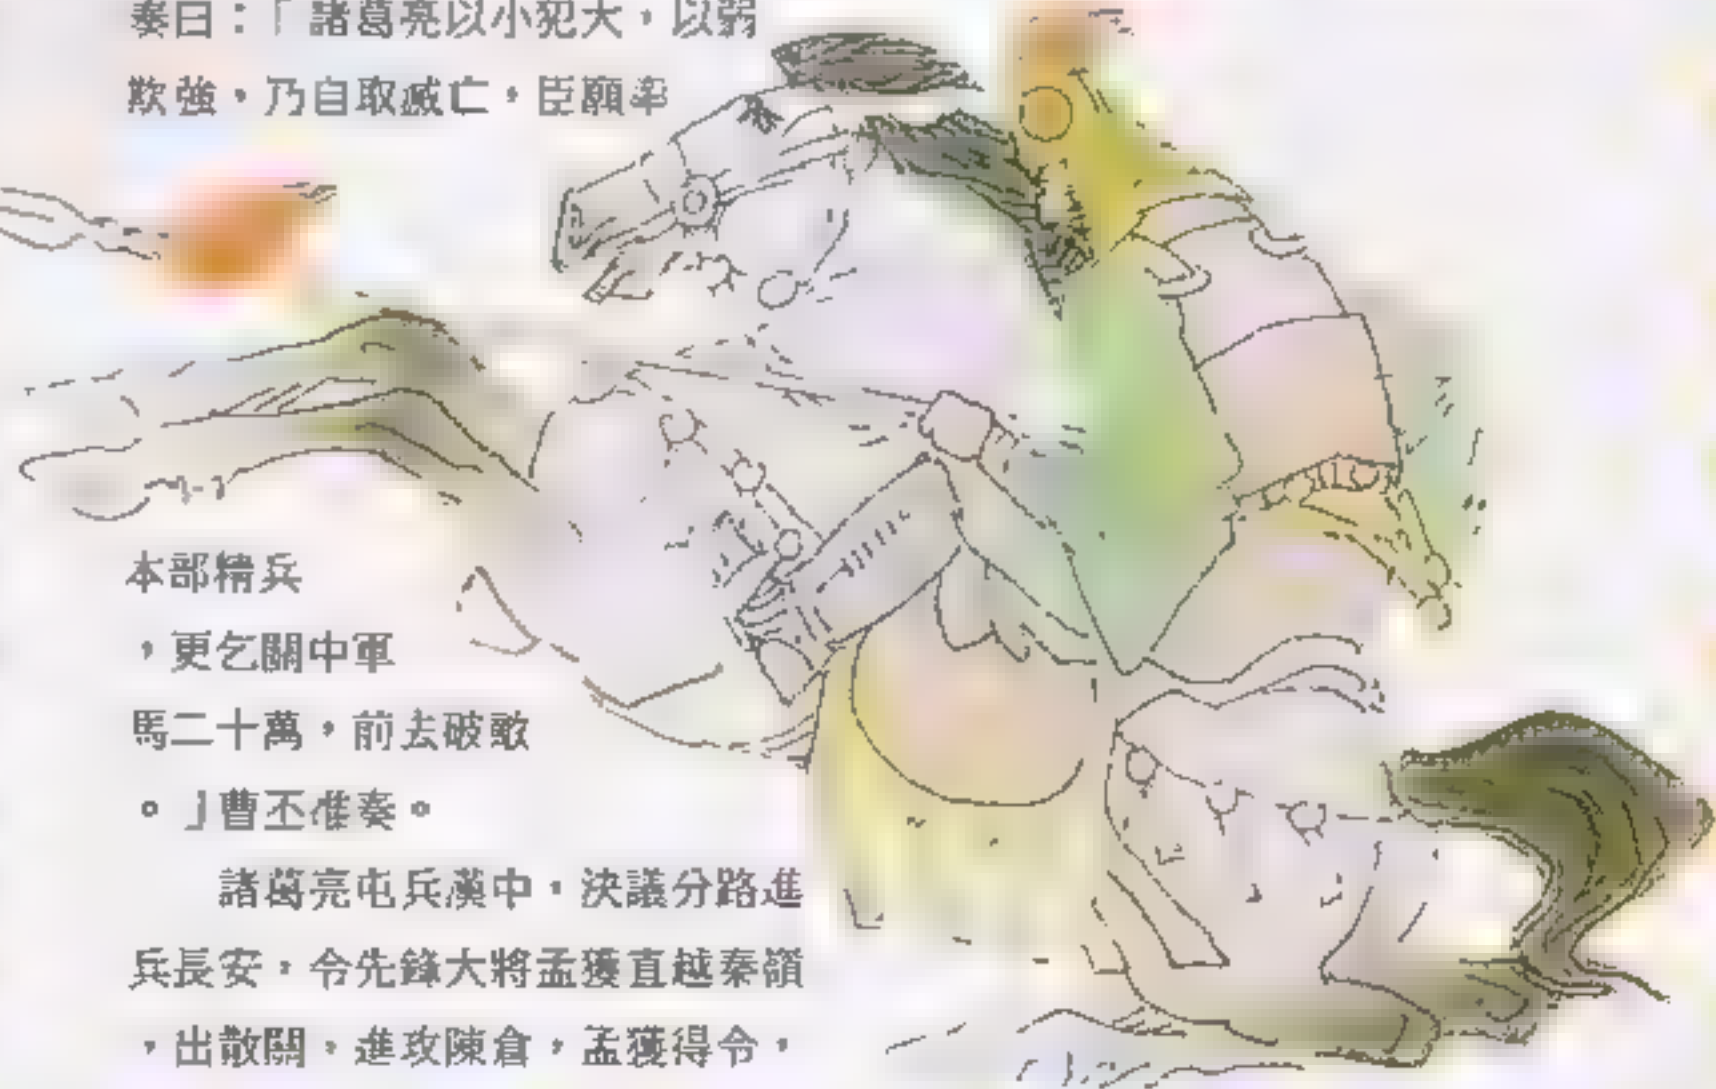 奏曰：「諸葛亮以小犯大，以弱
欺強，乃自取滅亡，臣願率
本部精兵
，更乞關中軍
馬二十萬，前去破敵
。」曹丕准奏。
諸葛亮屯兵漢中，決議分路進
兵長安，令先鋒大將孟獲直越秦嶺
，出散關，進攻陳倉，孟獲得令，